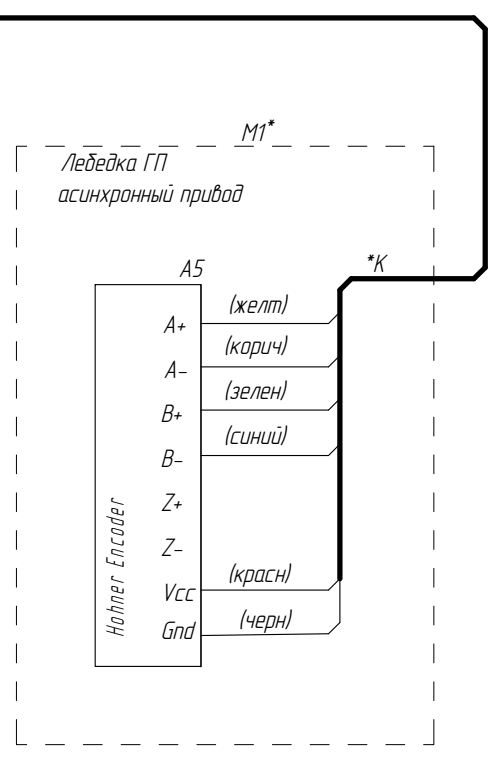 M1*
Лебедка ГП
асинхронный привод
*K
A5
A+ (желт)
A– (корич)
B+ (зелен)
B– (синий)
Z+
Z–
Vcc (красн)
Gnd (черн)
Hohner Encoder